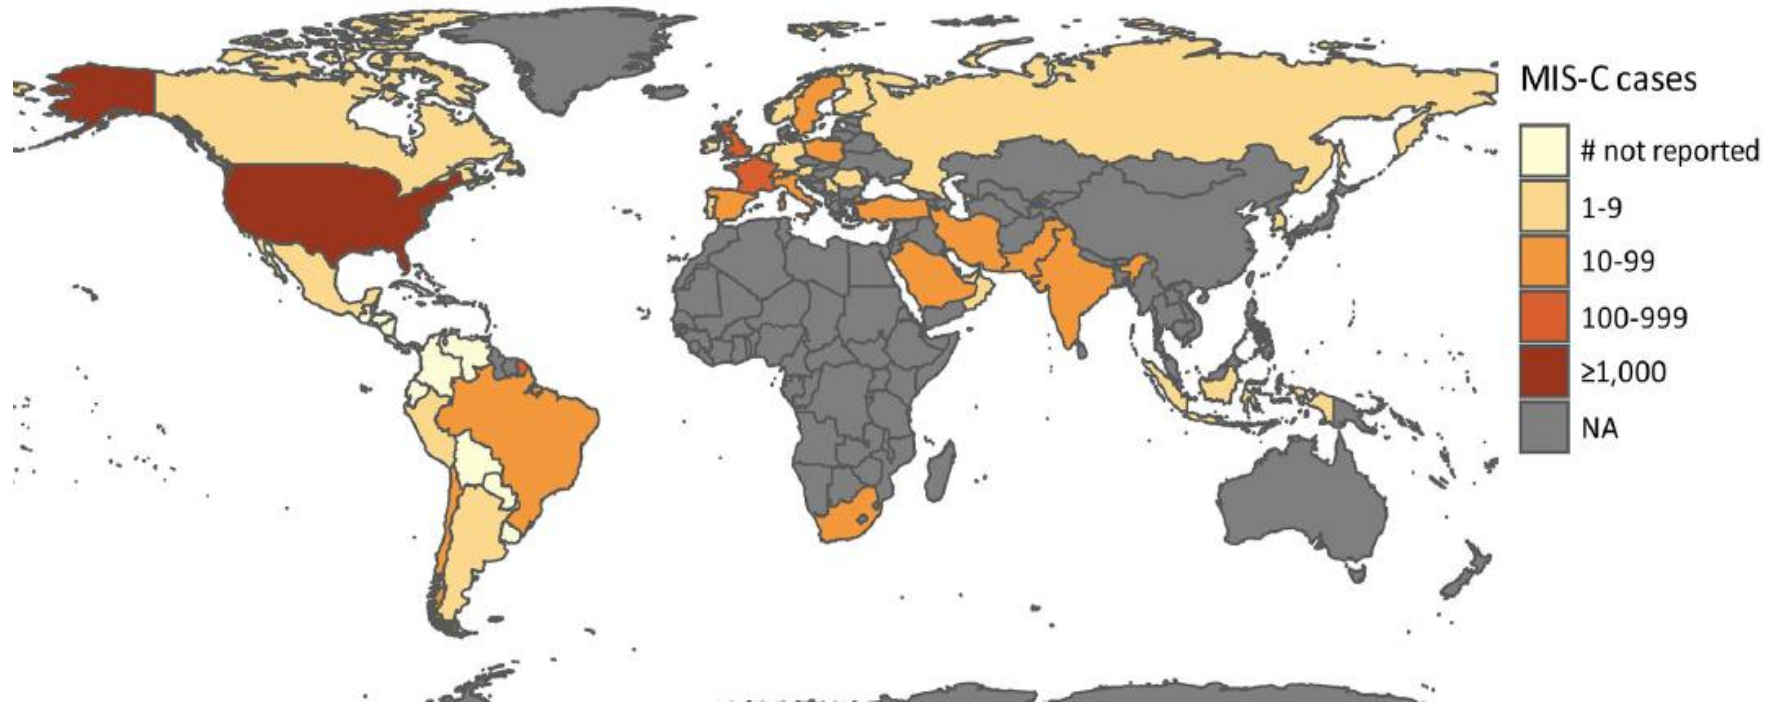 MIS-C cases
# not reported
1-9
10-99
100-999
≥1,000
NA